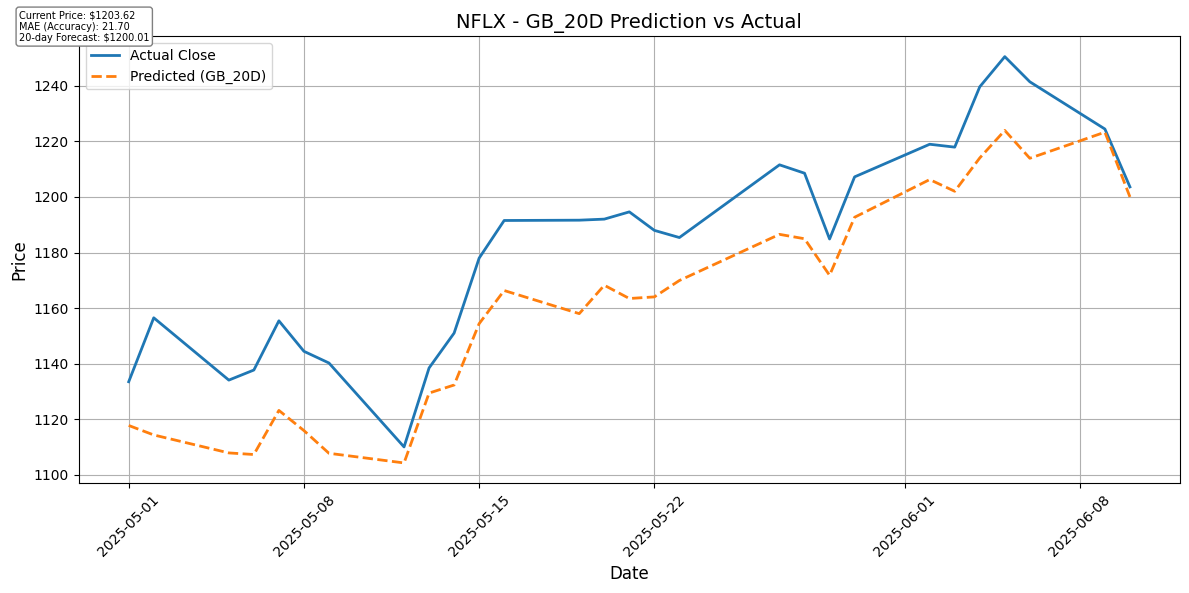 NFLX - GB_20D Prediction vs Actual
Current Price: $1203.62
MAE (Accuracy): 21.70
20-day Forecast: $1200.01
Actual Close
Predicted (GB_20D)
Price
1240
1220
1200
1180
1160
1140
1120
1100
2025-05-01
2025-05-08
2025-05-15
2025-05-22
2025-06-01
2025-06-08
Date